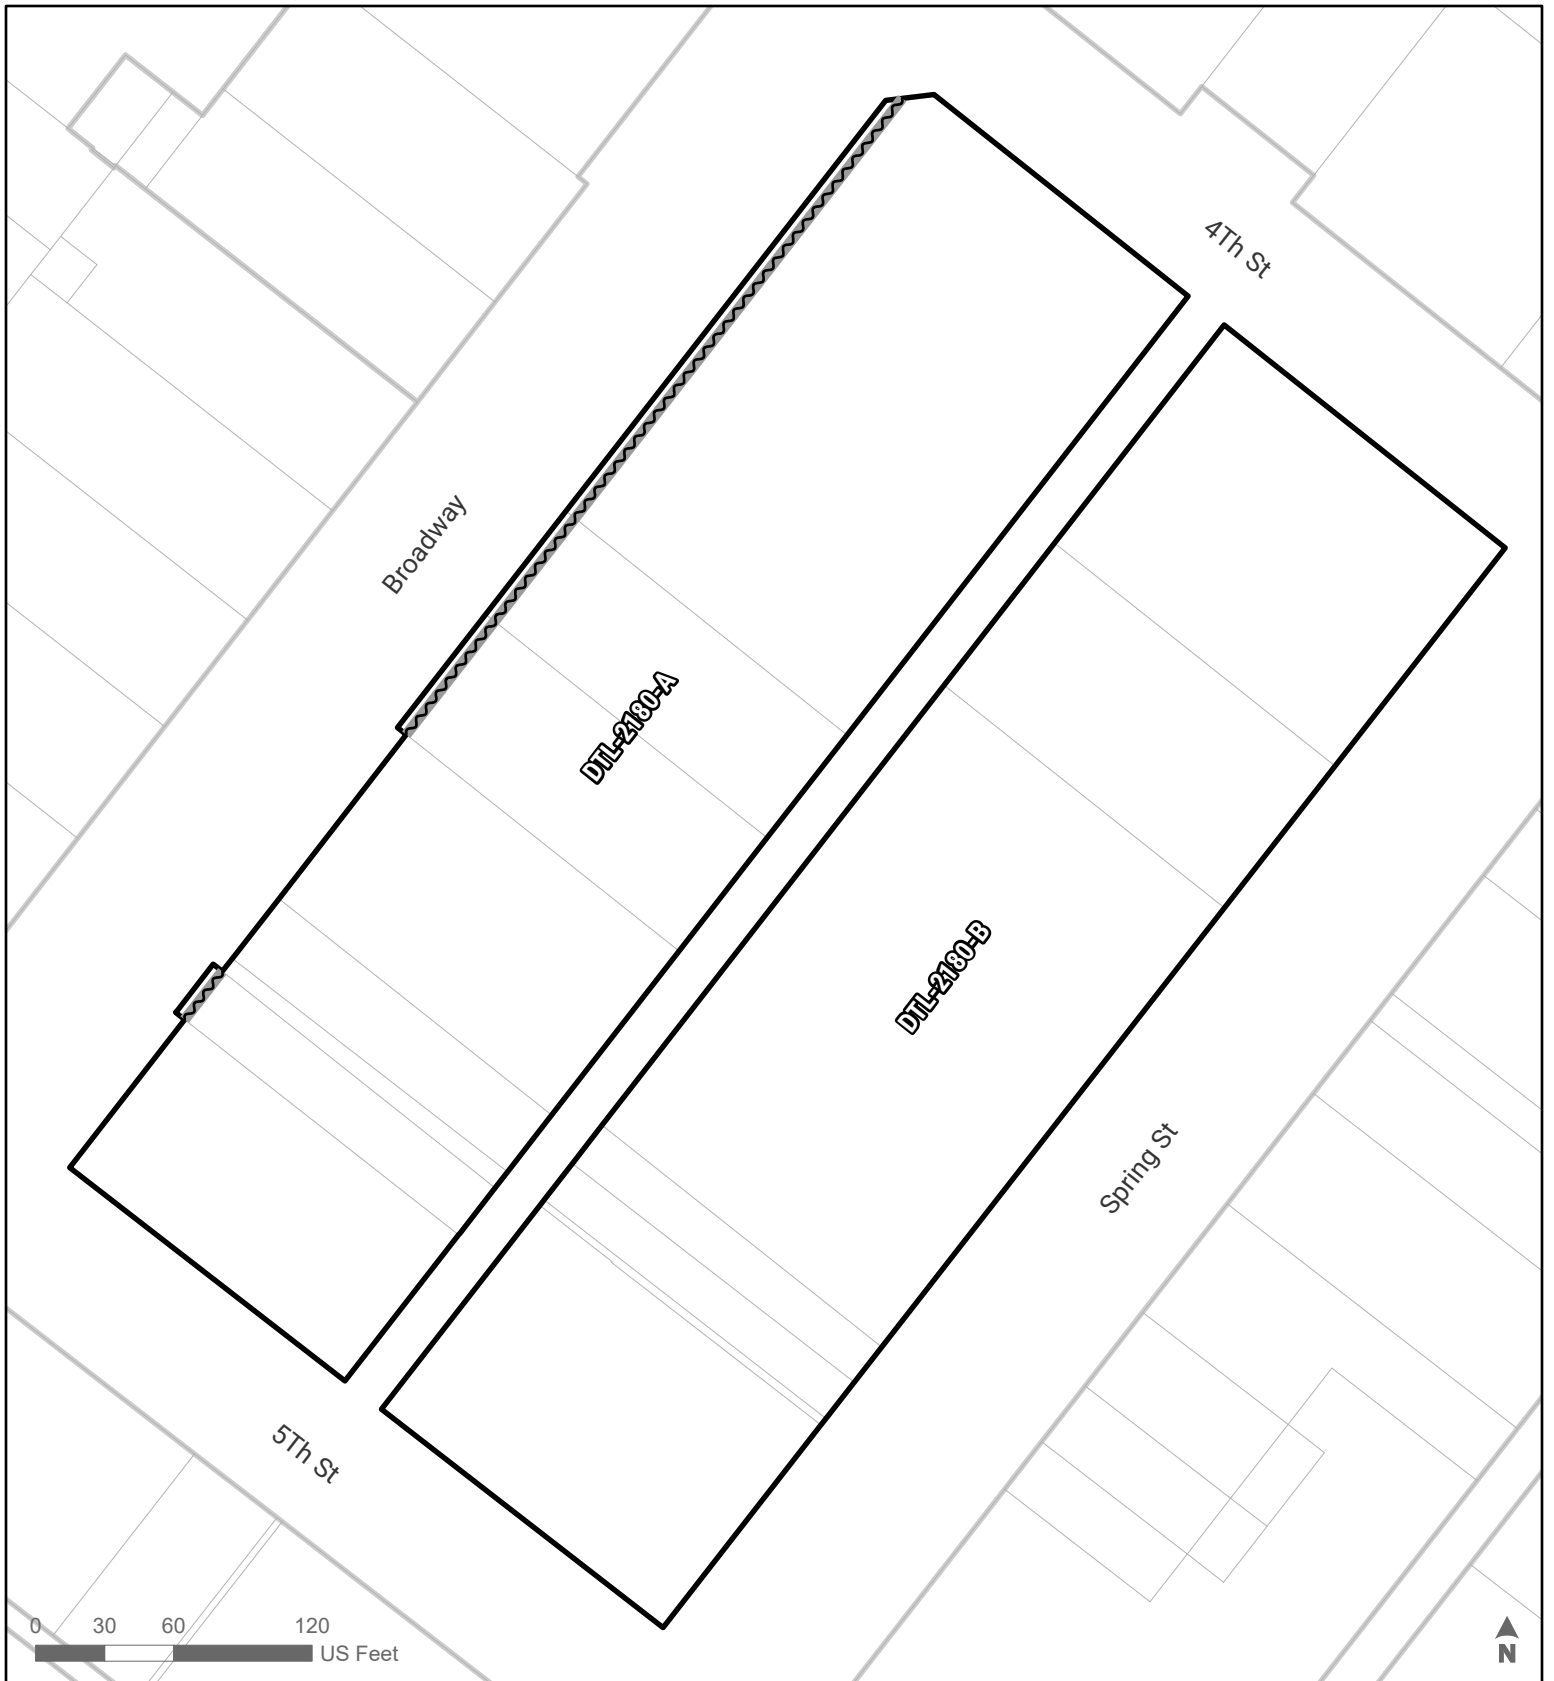 4Th St
Broadway
DTL-2180-A
DTL-2180-B
Spring St
5Th St
0 30 60 120
US Feet
N